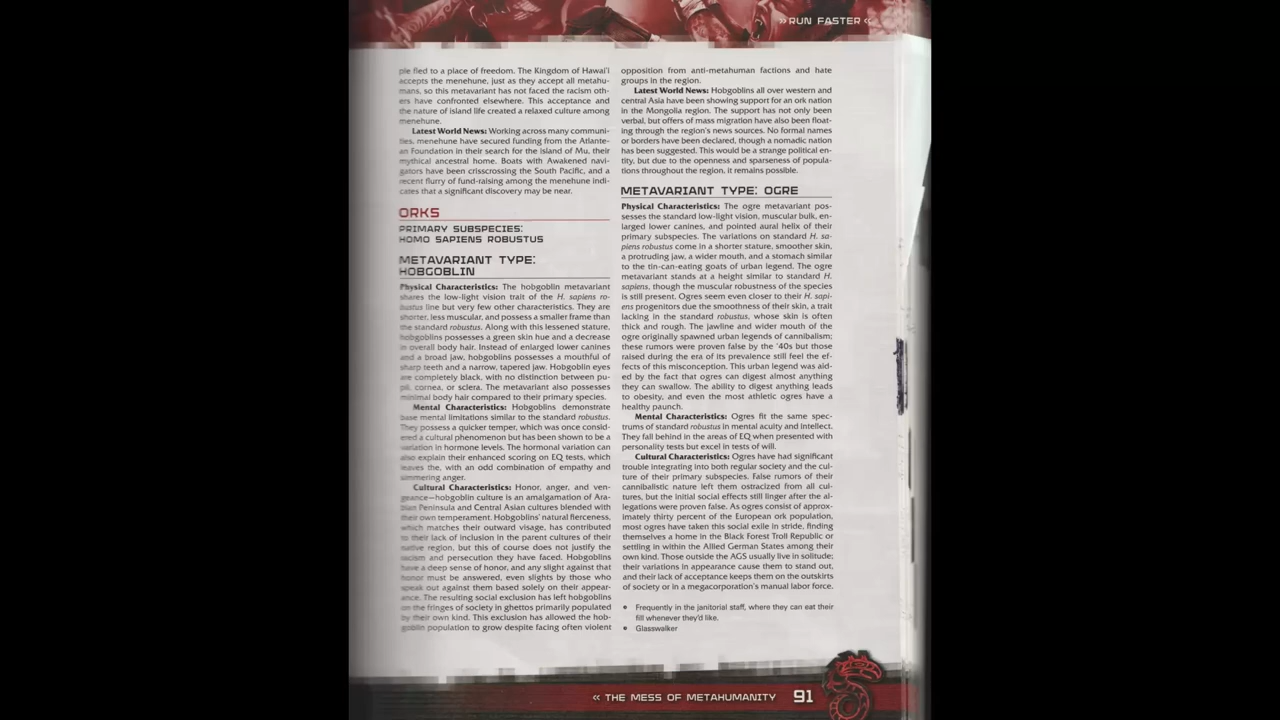 »RUN FASTER«
ple fled to a place of freedom. The Kingdom of Hawai'i
accepts the menehune, just as they accept all metahu-
mans, so this metavariant has not faced the racism oth-
ers have confronted elsewhere. This acceptance and
the nature of island life created a relaxed culture among
menehune.
Latest World News: Working across many communi-
ties, menehune have secured funding from the Atlante-
an Foundation in their search for the island of Mu, their
mythical ancestral home. Boats with Awakened navi-
gators have been crisscrossing the South Pacific, and a
recent flurry of fund-raising among the menehune indi-
cates that a significant discovery may be near.
ORKS
PRIMARY SUBSPECIES:
HOMO SAPIENS ROBUSTUS
METAVARIANT TYPE:
HOBGOBLIN
Physical Characteristics: The hobgoblin metavariant
shares the low-light vision trait of the H. sapiens ro-
bustus line but very few other characteristics. They are
shorter, less muscular, and possess a smaller frame than
the standard robustus. Along with this lessened stature,
hobgoblins possesses a green skin hue and a decrease
in overall body hair. Instead of enlarged lower canines
and a broad jaw, hobgoblins possesses a mouthful of
sharp teeth and a narrow, tapered jaw. Hobgoblin eyes
are completely black, with no distinction between pu-
pil, cornea, or sclera. The metavariant also possesses
minimal body hair compared to their primary species.
Mental Characteristics: Hobgoblins demonstrate
base mental limitations similar to the standard robustus.
They possess a quicker temper, which was once consid-
ered a cultural phenomenon but has been shown to be a
variation in hormone levels. The hormonal variation can
also explain their enhanced scoring on EQ tests, which
leaves the, with an odd combination of empathy and
simmering anger.
Cultural Characteristics: Honor, anger, and ven-
geance—hobgoblin culture is an amalgamation of Ara-
bian Peninsula and Central Asian cultures blended with
their own temperament. Hobgoblins' natural fierceness,
which matches their outward visage, has contributed
to their lack of inclusion in the parent cultures of their
native region, but this of course does not justify the
racism and persecution they have faced. Hobgoblins
have a deep sense of honor, and any slight against that
honor must be answered, even slights by those who
speak out against them based solely on their appear-
ance. The resulting social exclusion has left hobgoblins
on the fringes of society in ghettos primarily populated
by their own kind. This exclusion has allowed the hob-
goblin population to grow despite facing often violent
opposition from anti-metahuman factions and hate
groups in the region.
Latest World News: Hobgoblins all over western and
central Asia have been showing support for an ork nation
in the Mongolia region. The support has not only been
verbal, but offers of mass migration have also been float-
ing through the region's news sources. No formal names
or borders have been declared, though a nomadic nation
has been suggested. This would be a strange political en-
tity, but due to the openness and sparseness of popula-
tions throughout the region, it remains possible.
METAVARIANT TYPE: OGRE
Physical Characteristics: The ogre metavariant pos-
sesses the standard low-light vision, muscular bulk, en-
larged lower canines, and pointed aural helix of their
primary subspecies. The variations on standard H. sa-
piens robustus come in a shorter stature, smoother skin,
a protruding jaw, a wider mouth, and a stomach similar
to the tin-can-eating goats of urban legend. The ogre
metavariant stands at a height similar to standard H.
sapiens, though the muscular robustness of the species
is still present. Ogres seem even closer to their H. sapi-
ens progenitors due the smoothness of their skin, a trait
lacking in the standard robustus, whose skin is often
thick and rough. The jawline and wider mouth of the
ogre originally spawned urban legends of cannibalism;
these rumors were proven false by the '40s but those
raised during the era of its prevalence still feel the ef-
fects of this misconception. This urban legend was aid-
ed by the fact that ogres can digest almost anything
they can swallow. The ability to digest anything leads
to obesity, and even the most athletic ogres have a
healthy paunch.
Mental Characteristics: Ogres fit the same spec-
trums of standard robustus in mental acuity and intellect.
They fall behind in the areas of EQ when presented with
personality tests but excel in tests of will.
Cultural Characteristics: Ogres have had significant
trouble integrating into both regular society and the cul-
ture of their primary subspecies. False rumors of their
cannibalistic nature left them ostracized from all cul-
tures, but the initial social effects still linger after the al-
legations were proven false. As ogres consist of approx-
imately thirty percent of the European ork population,
most ogres have taken this social exile in stride, finding
themselves a home in the Black Forest Troll Republic or
settling in within the Allied German States among their
own kind. Those outside the AGS usually live in solitude;
their variations in appearance cause them to stand out,
and their lack of acceptance keeps them on the outskirts
of society or in a megacorporation's manual labor force.
Frequently in the janitorial staff, where they can eat their
fill whenever they'd like.
Glasswalker
« THE MESS OF METAHUMANITY 91